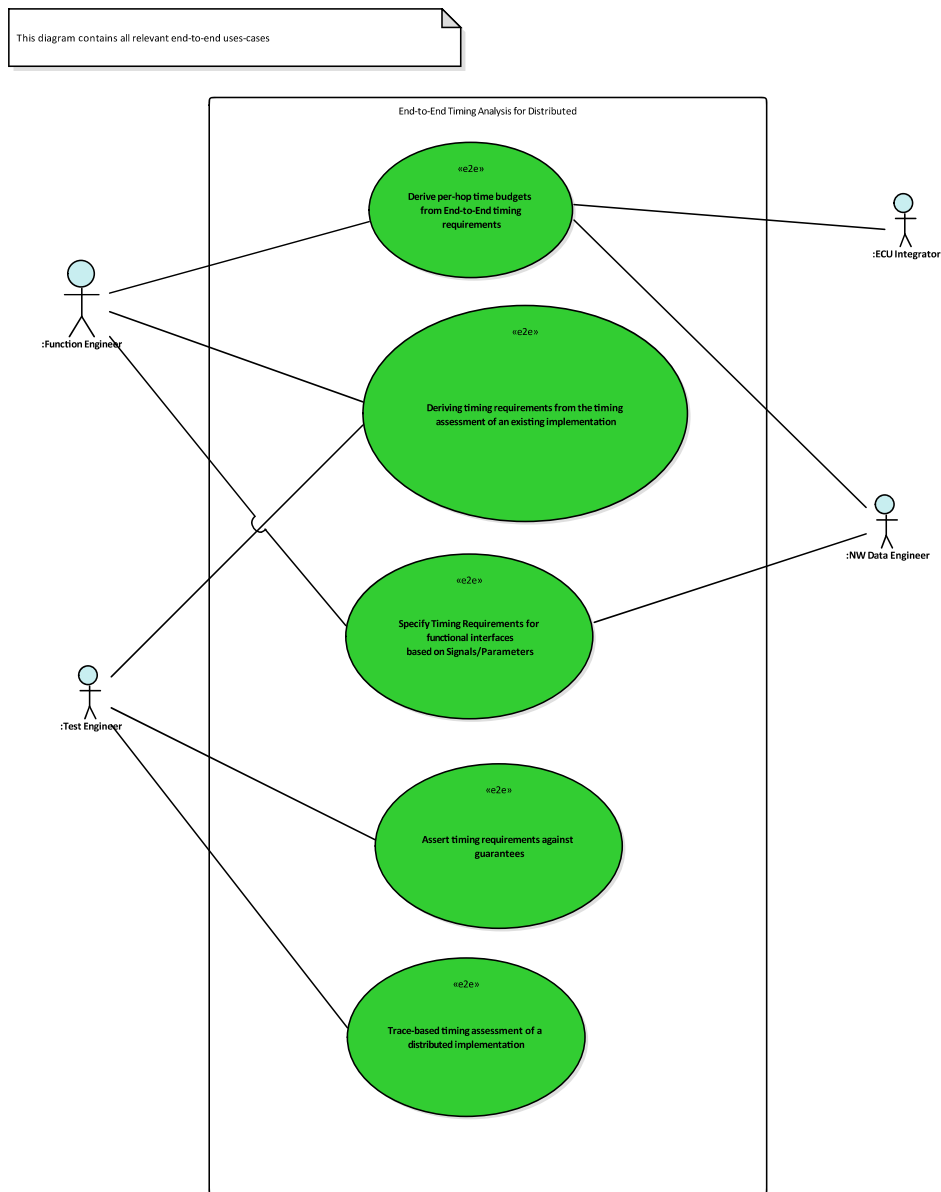 This diagram contains all relevant end-to-end uses-cases
End-to-End Timing Analysis for Distributed
«e2e»
Derive per-hop time budgets
from End-to-End timing
requirements
:ECU Integrator
:Function Engineer
«e2e»
Deriving timing requirements from the timing
assessment of an existing implementation
:NW Data Engineer
«e2e»
Specify Timing Requirements for
functional interfaces
based on Signals/Parameters
:Test Engineer
«e2e»
Assert timing requirements against
guarantees
«e2e»
Trace-based timing assessment of a
distributed implementation